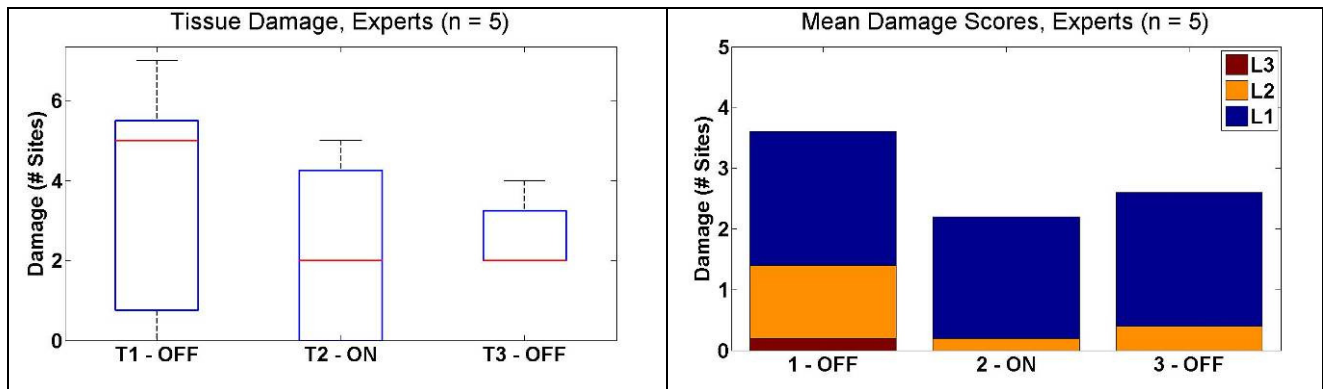 Tissue Damage, Experts (n = 5)
Damage (# Sites)
6
4
2
0
T1 - OFF
T2 - ON
T3 - OFF
Mean Damage Scores, Experts (n = 5)
Damage (# Sites)
5
4
3
2
1
0
L3
L2
L1
1 - OFF
2 - ON
3 - OFF